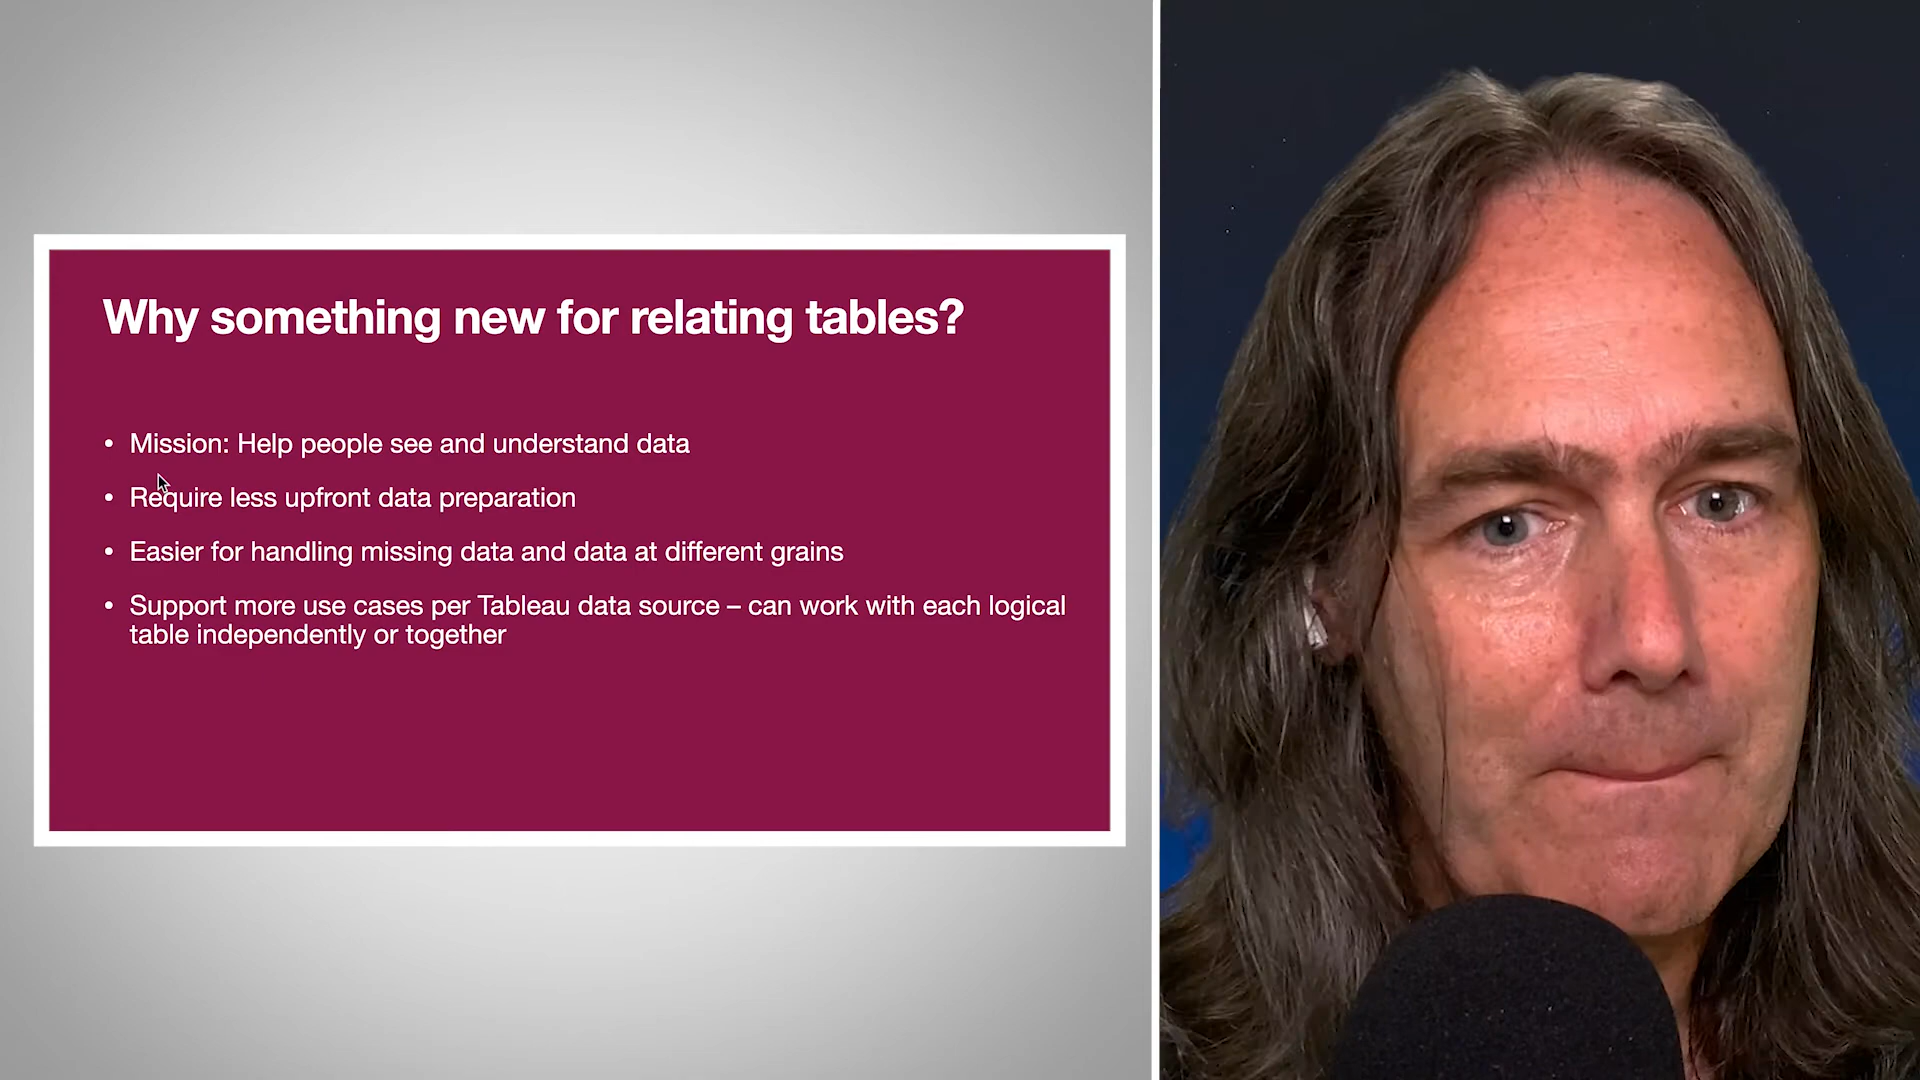 Why something new for relating tables?
• Mission: Help people see and understand data
• Require less upfront data preparation
• Easier for handling missing data and data at different grains
• Support more use cases per Tableau data source – can work with each logical
table independently or together